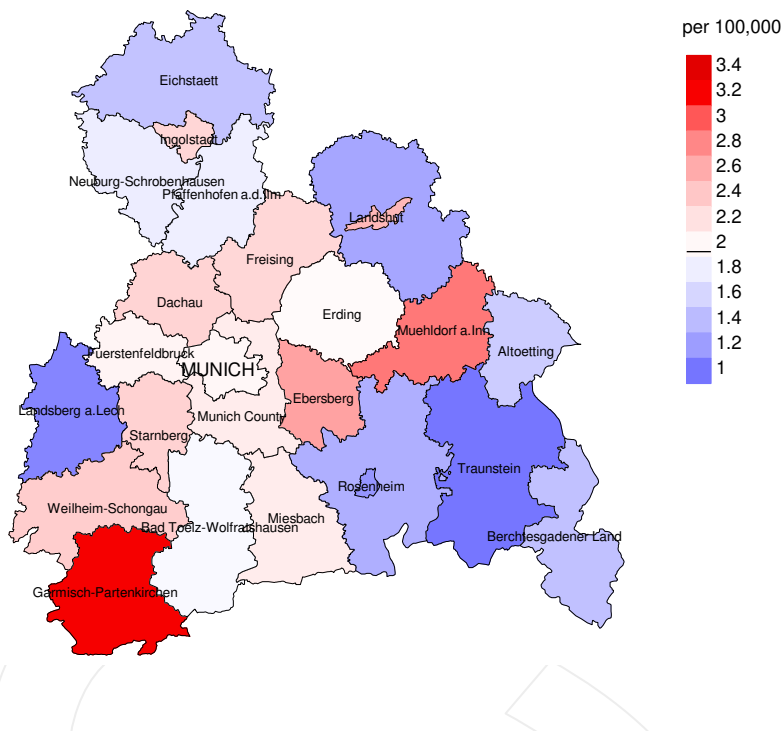 per 100,000
3.4
3.2
3
2.8
2.6
2.4
2.2
2
1.8
1.6
1.4
1.2
1
Eichstaett
Ingolstadt
Neuburg-Schrobenhausen
Pfaffenhofen a.d.Ilm
Landshut
Freising
Dachau
Erding
Muehldorf a.Inn
Altoetting
Fuerstenfeldbruck
MUNICH
Ebersberg
Landsberg a.Lech
Munich County
Starnberg
Traunstein
Rosenheim
Weilheim-Schongau
Miesbach
Bad Toelz-Wolfratshausen
Berchtesgadener Land
Garmisch-Partenkirchen